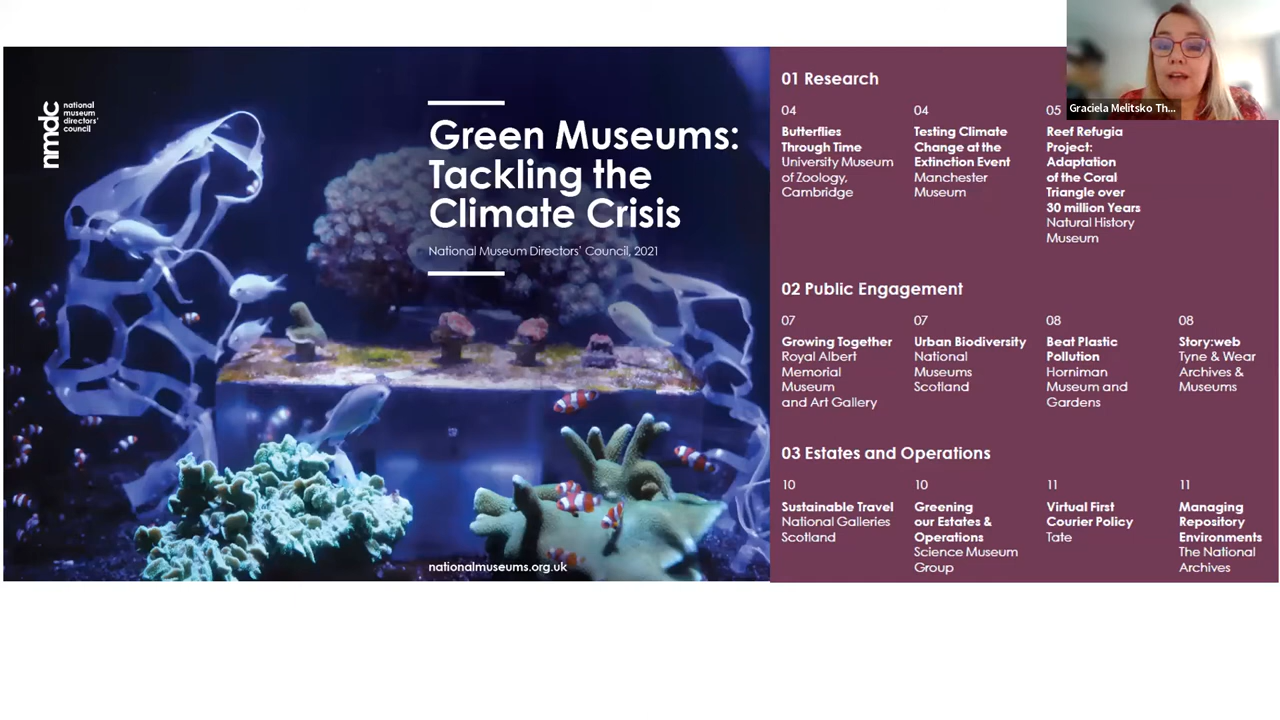 nmdc
national
museum
directors'
council
Green Museums:
Tackling the
Climate Crisis
National Museum Directors' Council, 2021
nationalmuseums.org.uk
01 Research
04
Butterflies
Through Time
University Museum
of Zoology,
Cambridge
04
Testing Climate
Change at the
Extinction Event
Manchester
Museum
05
Reef Refugia
Project:
Adaptation
of the Coral
Triangle over
30 million Years
Natural History
Museum
02 Public Engagement
07
Growing Together
Royal Albert
Memorial
Museum
and Art Gallery
07
Urban Biodiversity
National
Museums
Scotland
08
Beat Plastic
Pollution
Horniman
Museum and
Gardens
08
Story:web
Tyne & Wear
Archives &
Museums
03 Estates and Operations
10
Sustainable Travel
National Galleries
Scotland
10
Greening
our Estates &
Operations
Science Museum
Group
11
Virtual First
Courier Policy
Tate
11
Managing
Repository
Environments
The National
Archives
Graciela Melitsko Th...